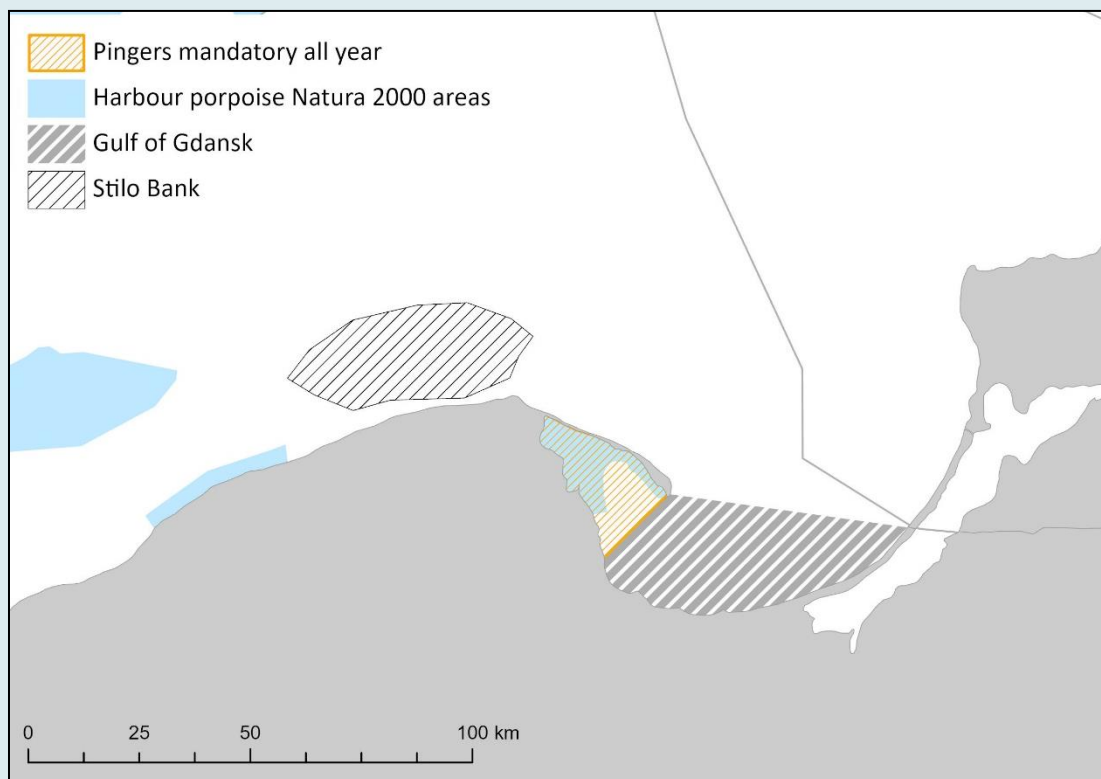 Pingers mandatory all year
Harbour porpoise Natura 2000 areas
Gulf of Gdansk
Stilo Bank
0 25 50 100 km